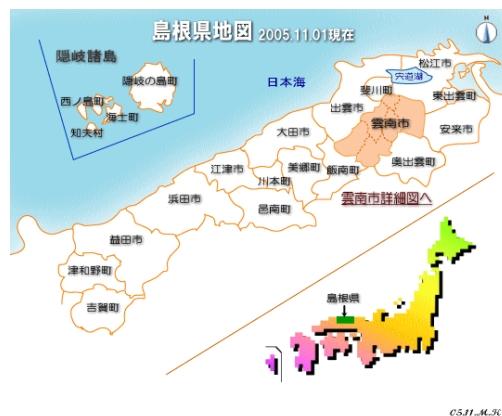 島根県地図 2005.11.01現在
N
隠岐諸島
隠岐の島町
西ノ島町
海士町
知夫村
日本海
松江市
宍道湖
斐川町
東出雲町
出雲市
雲南市
安来市
大田市
奥出雲町
美郷町
飯南町
江津市
川本町
邑南町
浜田市
雲南市詳細図へ
益田市
津和野町
吉賀町
島根県